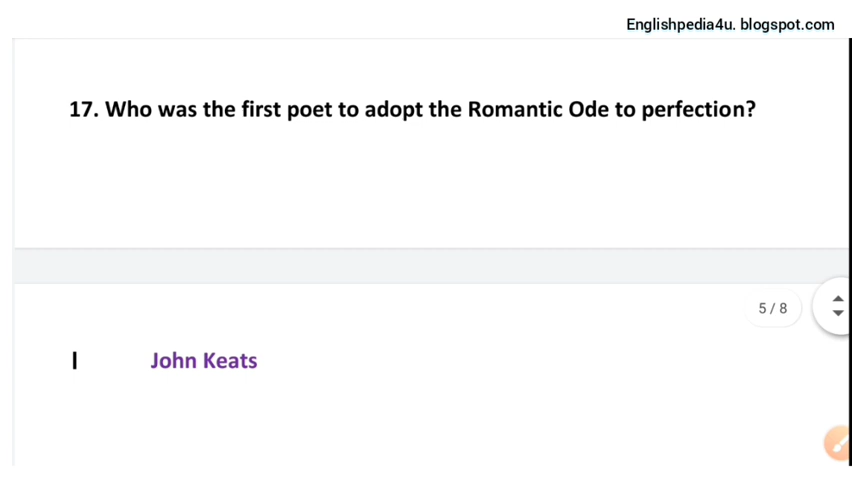 Englishpedia4u. blogspot.com
17. Who was the first poet to adopt the Romantic Ode to perfection?
5 / 8
John Keats